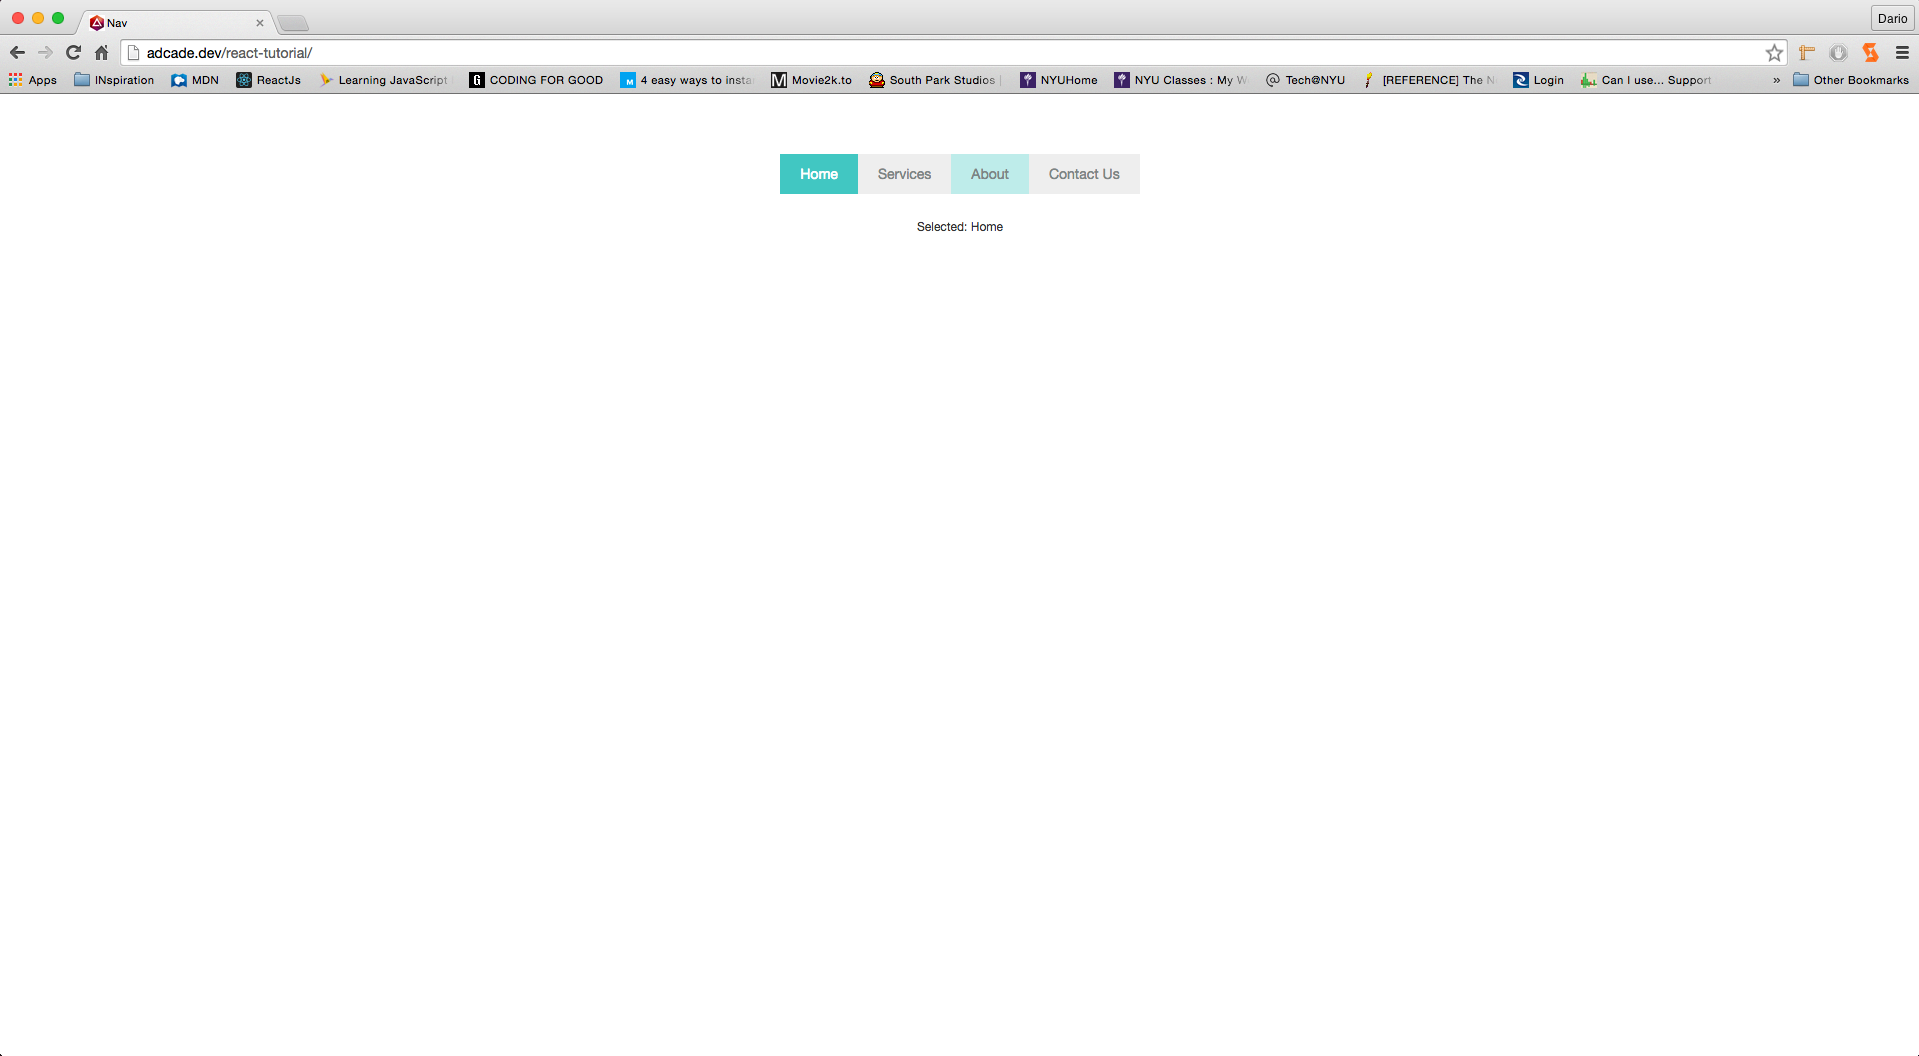 Nav
Dario
adcade.dev/react-tutorial/
Apps INspiration MDN ReactJs Learning JavaScript CODING FOR GOOD 4 easy ways to Movie2k.to South Park Studios NYUHome NYU Classes : My @ Tech@NYU [REFERENCE] The Login Can I use... Support » Other Bookmarks
Home Services About Contact Us
Selected: Home